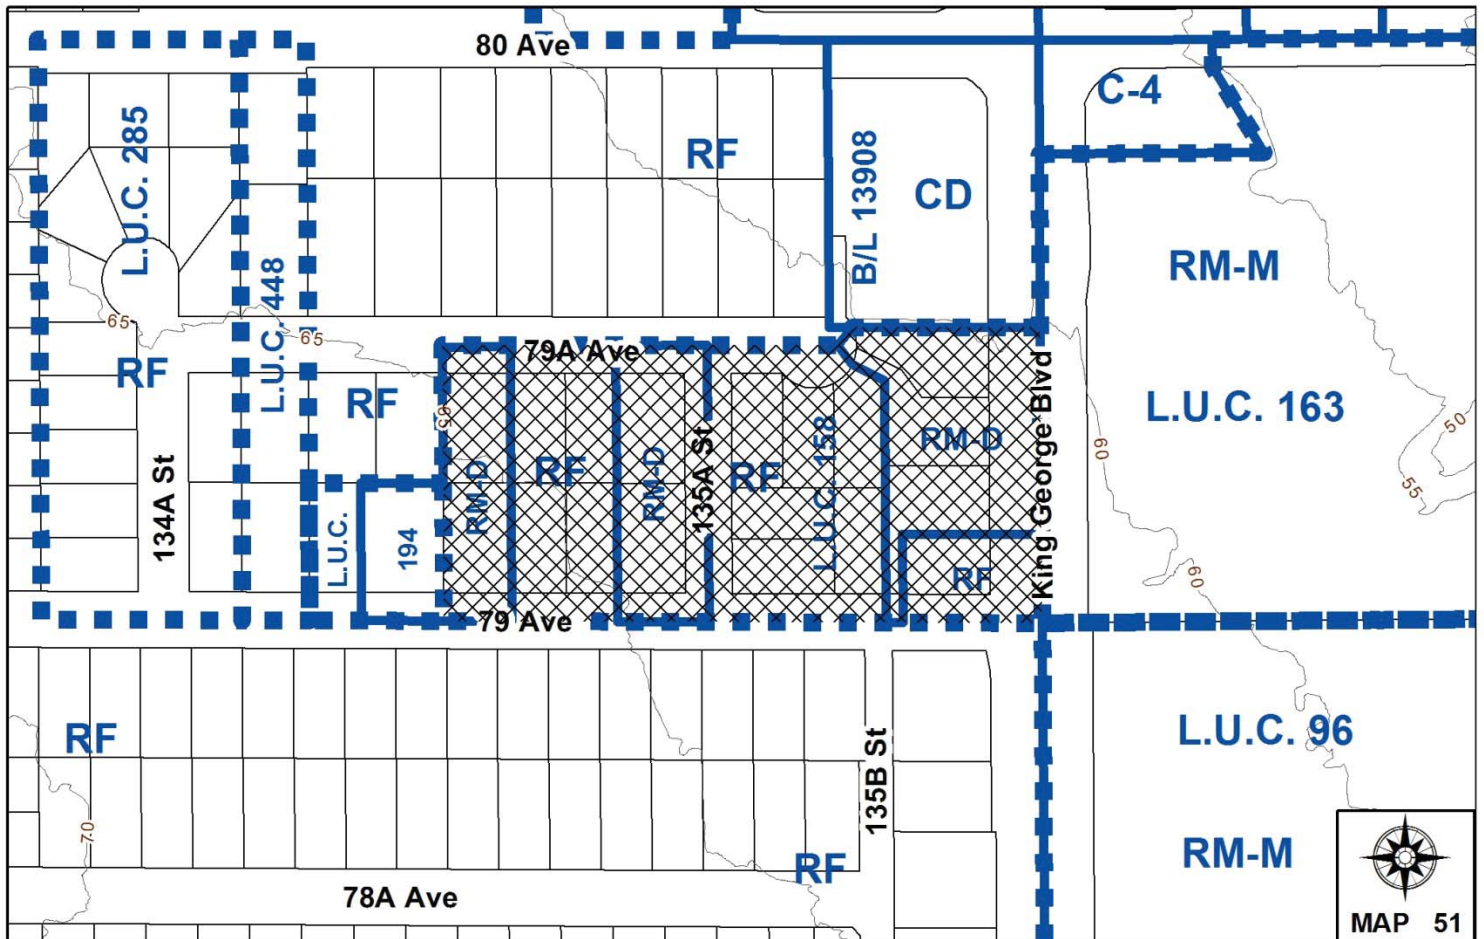 80 Ave
C-4
L.U.C. 285
RF
B/L 13908
CD
RM-M
L.U.C. 448
65
65
79A Ave
RF
RF
65
King George Blvd
L.U.C. 163
60
50
55
134A St
RM-D
RF
RM-D
135A St
RF
L.U.C. 158
RM-D
L.U.C.
194
RF
60
79 Ave
RF
L.U.C. 96
135B St
70
RF
RM-M
78A Ave
MAP 51